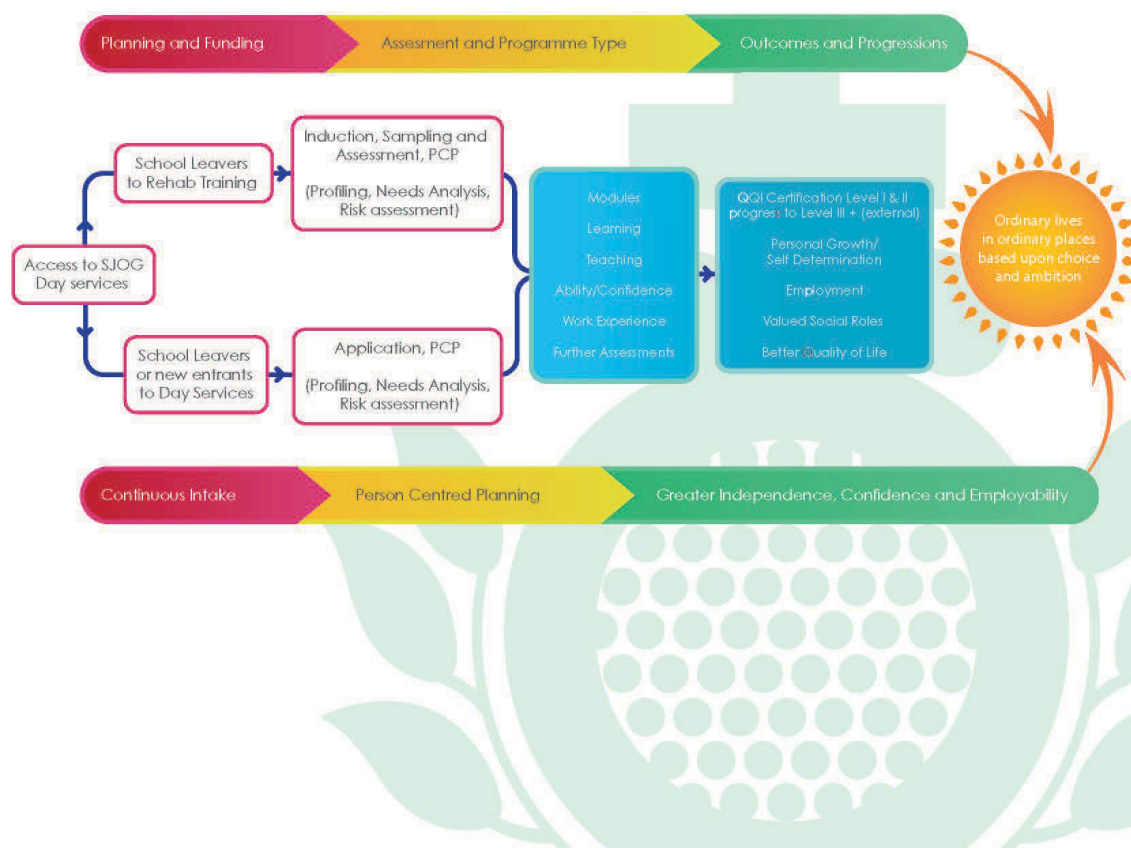 Planning and Funding
Assesment and Programme Type
Outcomes and Progressions
School Leavers
to Rehab Training
Induction, Sampling and
Assessment, PCP
(Profiling, Needs Analysis,
Risk assessment)
Access to SJOG
Day services
School Leavers
or new entrants
to Day Services
Application, PCP
(Profiling, Needs Analysis,
Risk assessment)
Modules
Learning
Teaching
Ability/Confidence
Work Experience
Further Assessments
QQI Certification Level I & II
progress to Level III + (external)
Personal Growth/
Self Determination
Employment
Valued Social Roles
Better Quality of Life
Ordinary lives
in ordinary places
based upon choice
and ambition
Continuous Intake
Person Centred Planning
Greater Independence, Confidence and Employability